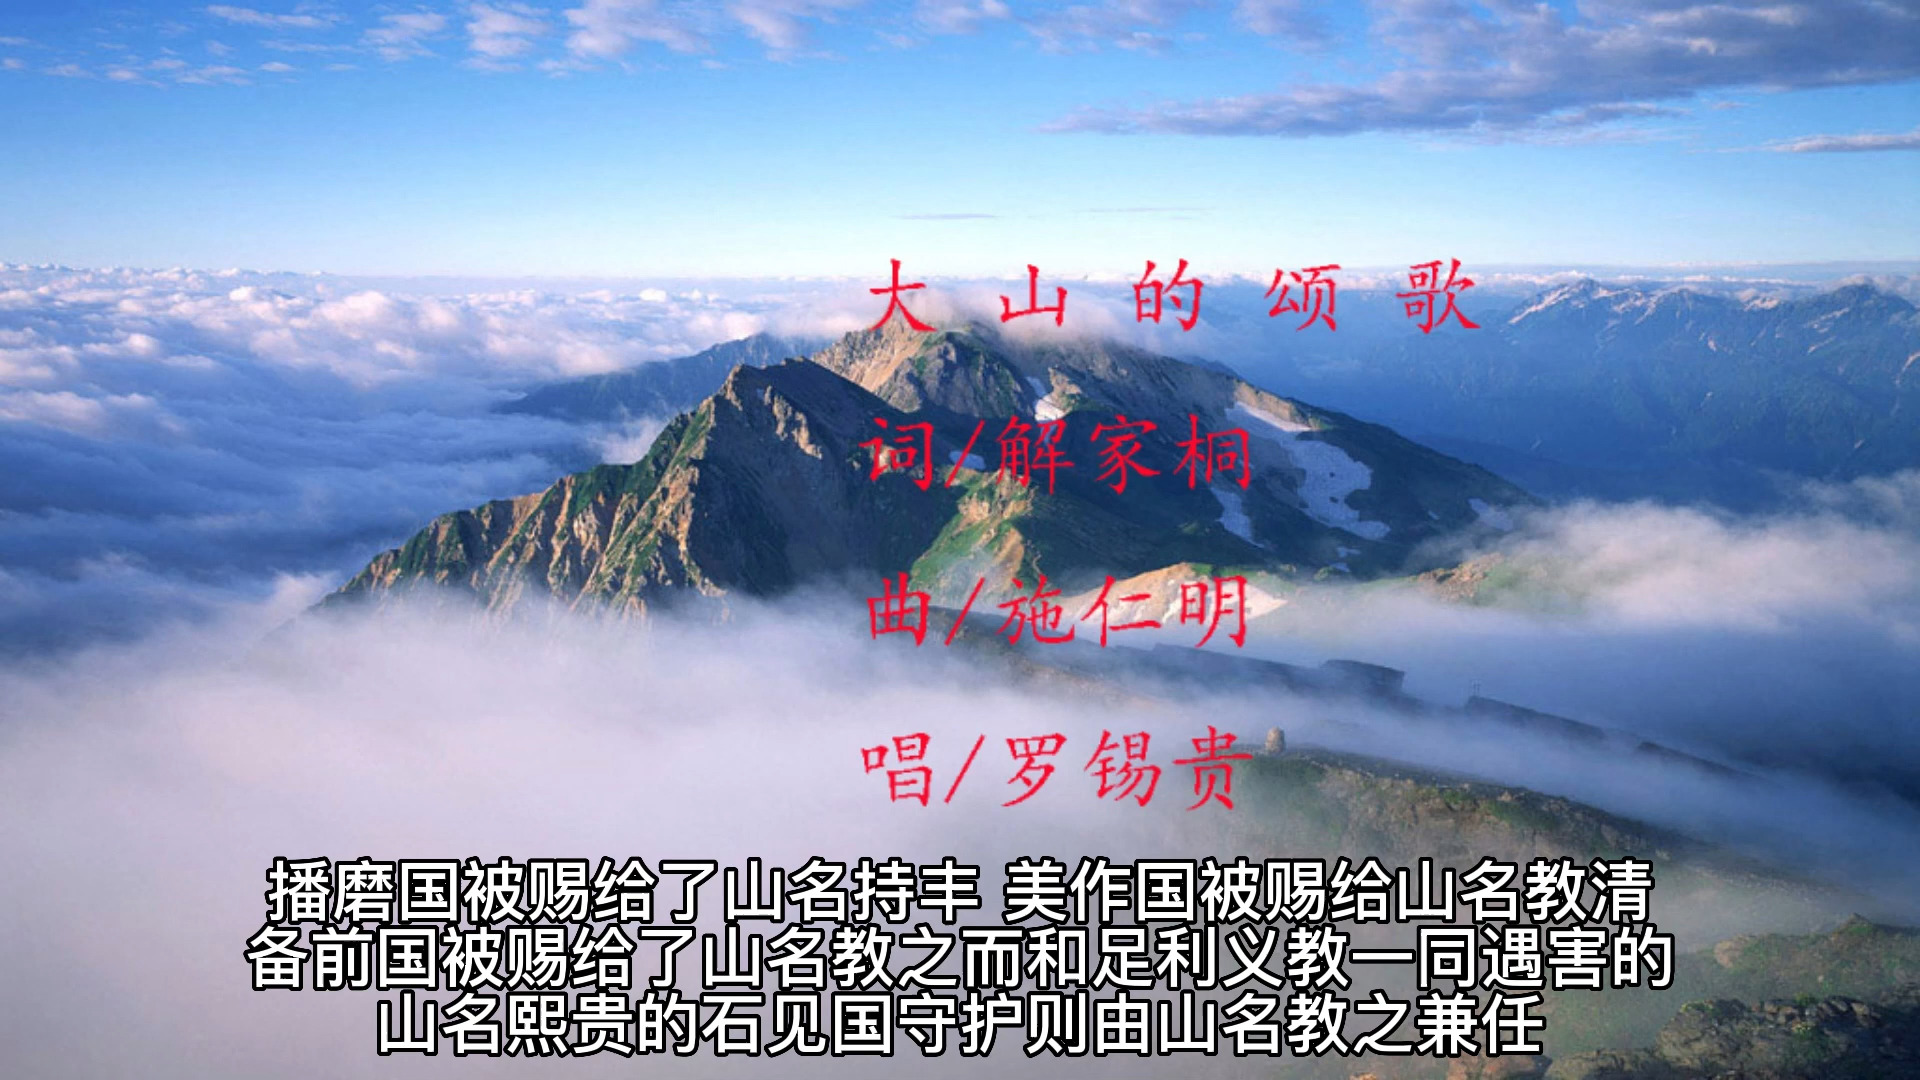 大山的颂歌
词/解家桐
曲/施仁明
唱/罗锡贵
播磨国被赐给了山名持丰 美作国被赐给山名教清
备前国被赐给了山名教之而和足利义教一同遇害的
山名熙贵的石见国守护则由山名教之兼任